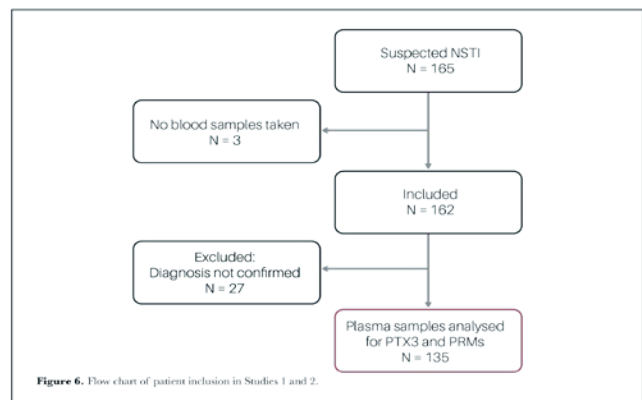 Suspected NSTI
N = 165
No blood samples taken
N = 3
Included
N = 162
Excluded:
Diagnosis not confirmed
N = 27
Plasma samples analysed
for PTX3 and PRMs
N = 135
Figure 6. Flow chart of patient inclusion in Studies 1 and 2.